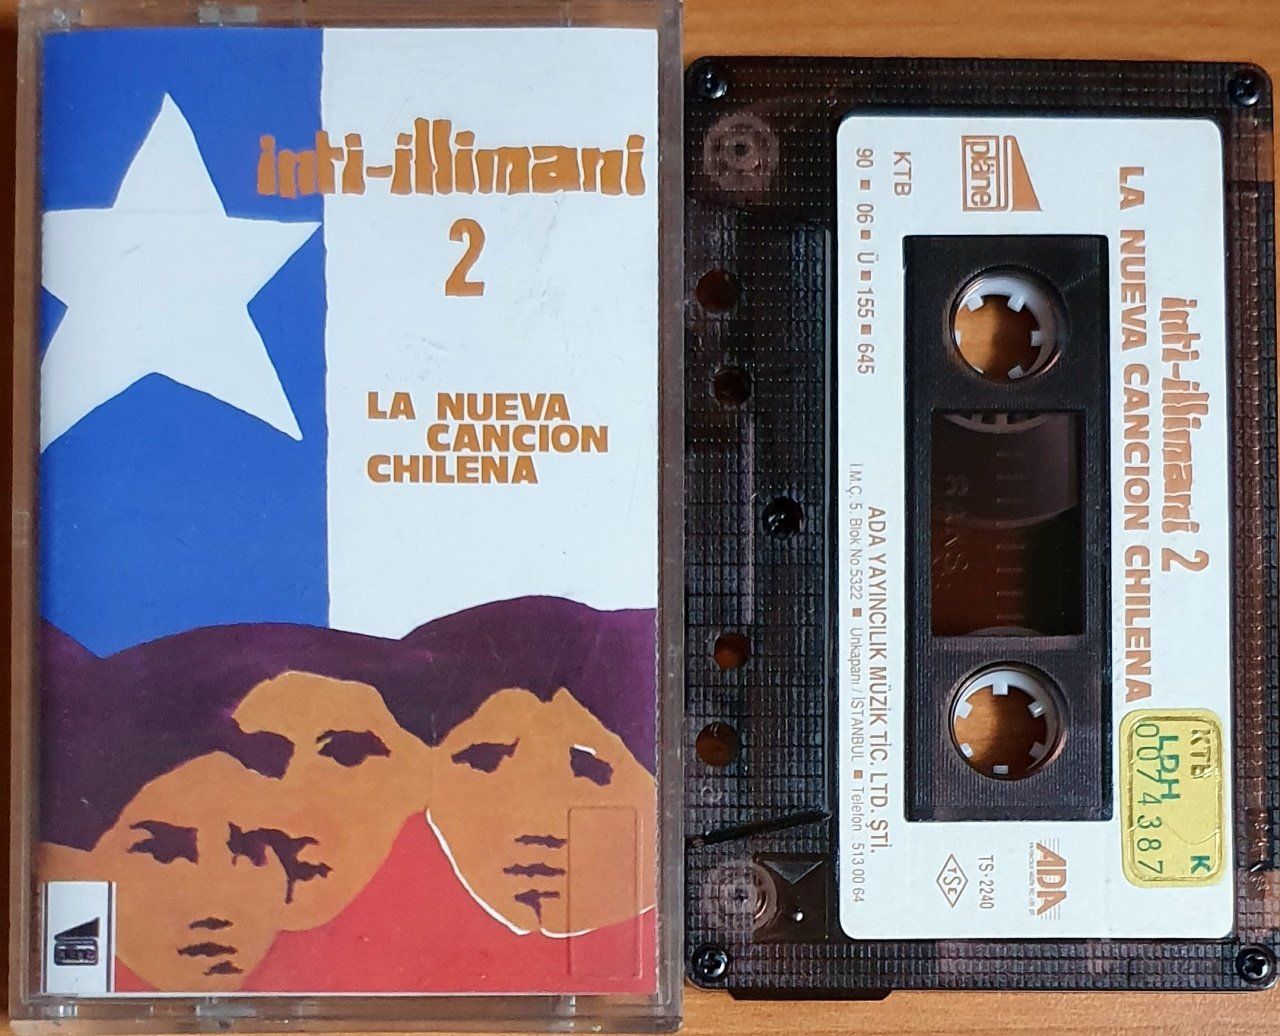 inti-illimani
2
LA NUEVA
CANCION
CHILENA
pläne
inti-illimani 2
LA NUEVA CANCION CHILENA
pläne
KTB
90 ■ 06 ■ Ü ■ 155 ■ 645
ADA YAYINCILIK MÜZİK TİC. LTD. ŞTİ.
İ.M.Ç. 5. Blok No.5322 ■ Unkapanı / İSTANBUL ■ Telefon : 513 00 64
ADA
TS-2240
TSE
KTB K
LPH
0074387